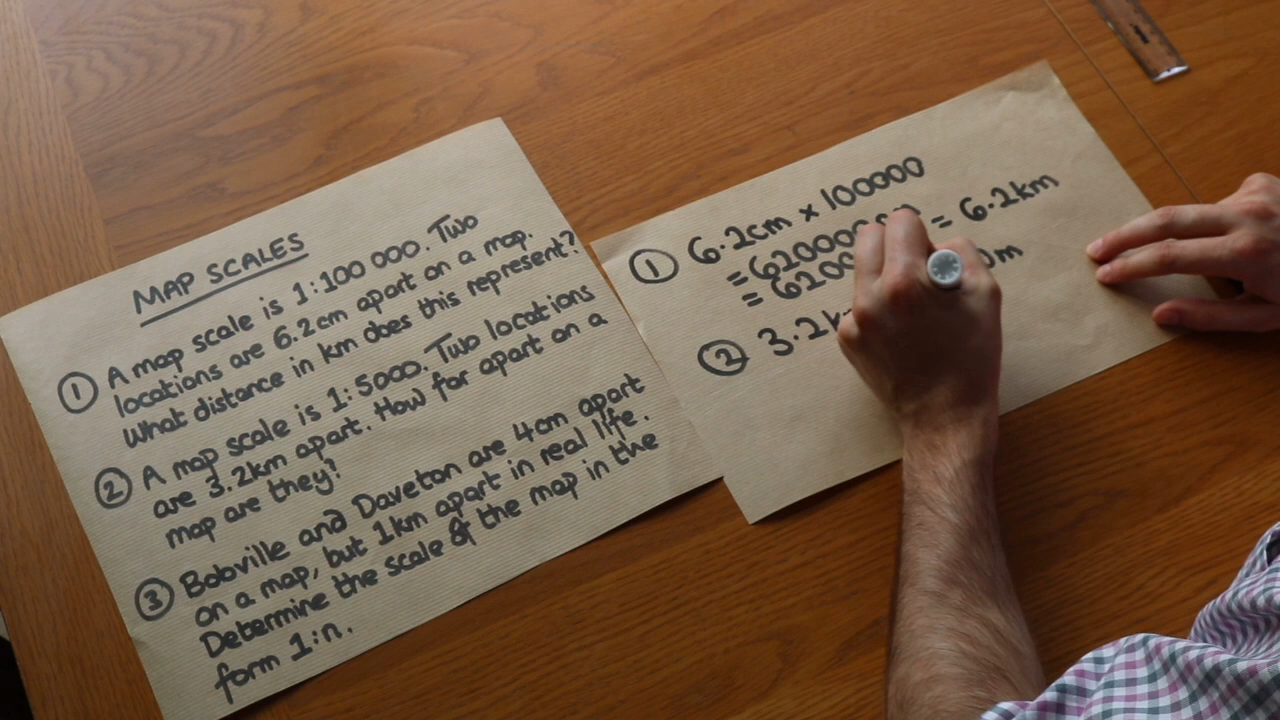 MAP SCALES
① A map scale is 1:100 000. Two
locations are 6.2cm apart on a map.
What distance in km does this represent?
② A map scale is 1:5000. Two locations
are 3.2km apart. How far apart on a
map are they?
③ Bobville and Daveton are 4cm apart
on a map, but 1km apart in real life.
Determine the scale of the map in the
form 1:n.
① 6.2cm × 100000
= 620000 = 6.2km
= 6200
② 3.2k